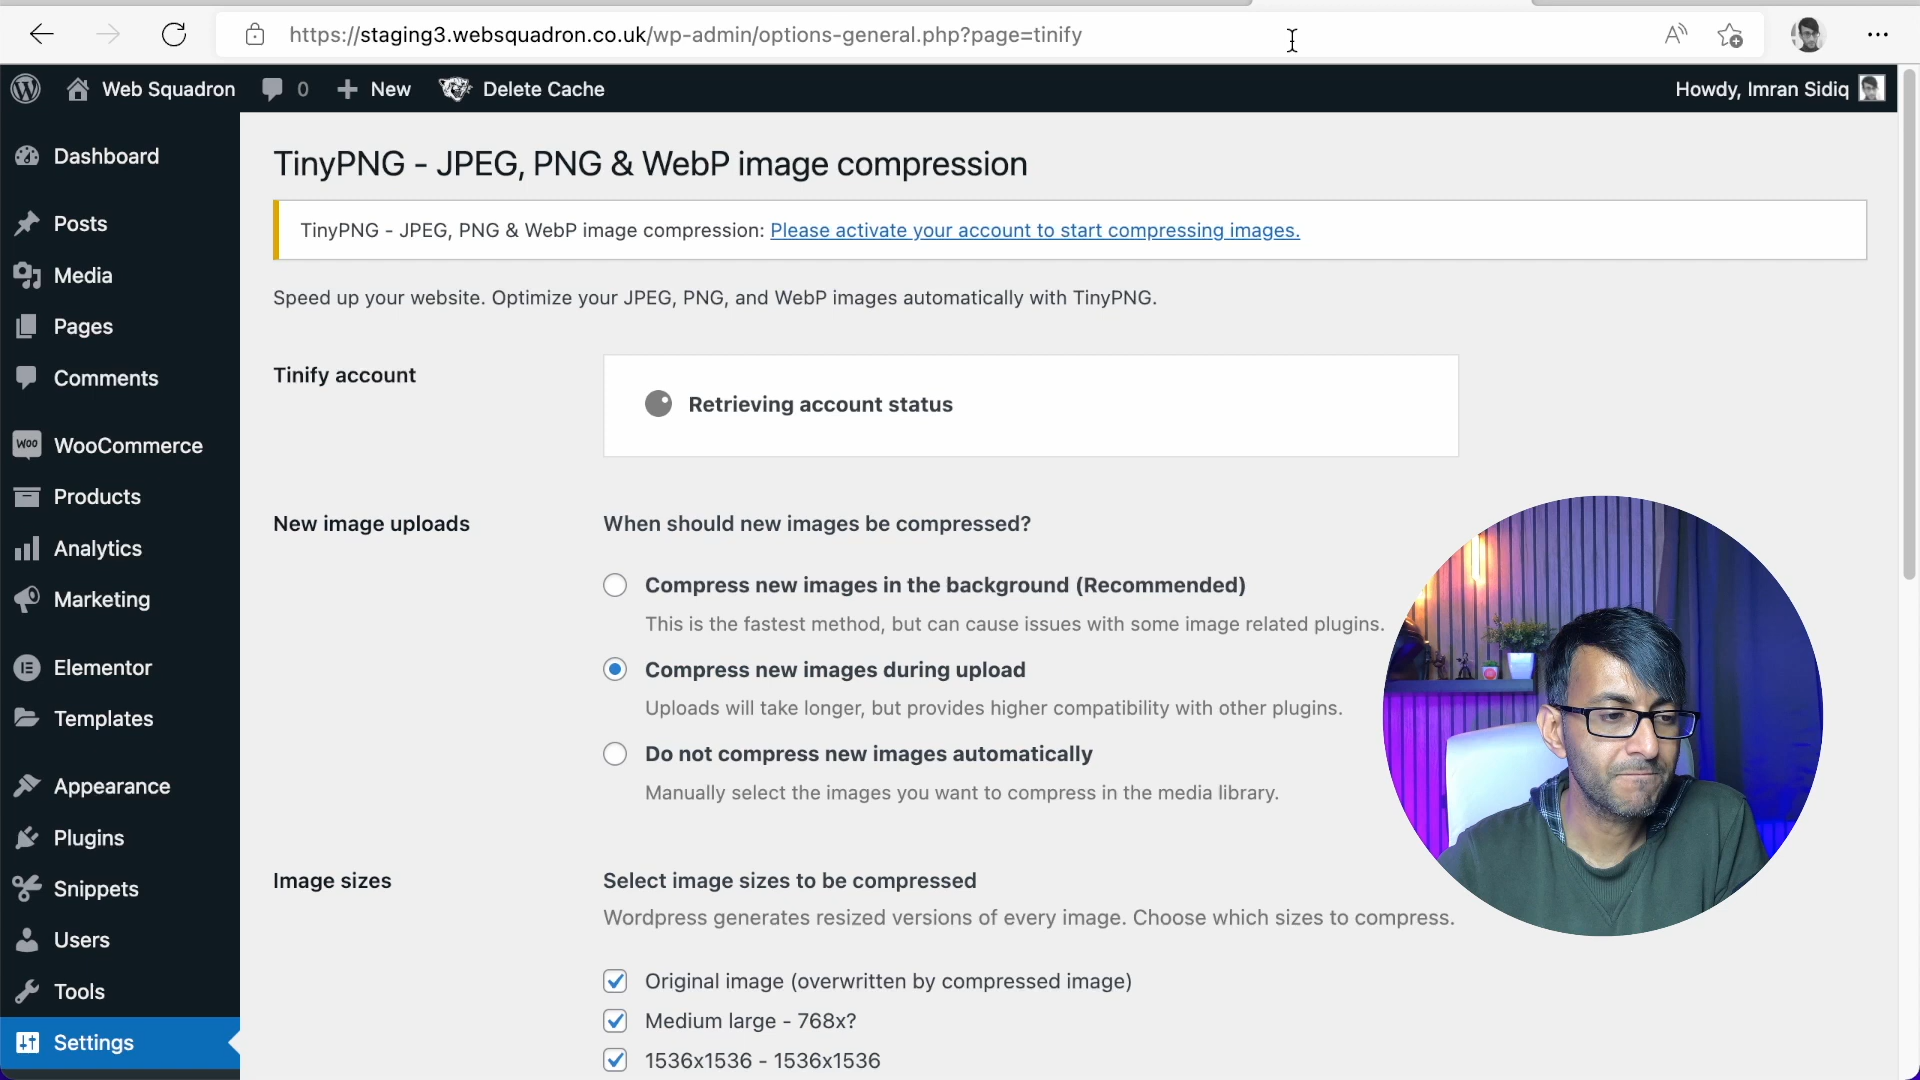 https://staging3.websquadron.co.uk/wp-admin/options-general.php?page=tinify
Web Squadron
0
New
Delete Cache
Howdy, Imran Sidiq
Dashboard
Posts
Media
Pages
Comments
WooCommerce
Products
Analytics
Marketing
Elementor
Templates
Appearance
Plugins
Snippets
Users
Tools
Settings
TinyPNG - JPEG, PNG & WebP image compression
TinyPNG - JPEG, PNG & WebP image compression: Please activate your account to start compressing images.
Speed up your website. Optimize your JPEG, PNG, and WebP images automatically with TinyPNG.
Tinify account
Retrieving account status
New image uploads
When should new images be compressed?
Compress new images in the background (Recommended)
This is the fastest method, but can cause issues with some image related plugins.
Compress new images during upload
Uploads will take longer, but provides higher compatibility with other plugins.
Do not compress new images automatically
Manually select the images you want to compress in the media library.
Image sizes
Select image sizes to be compressed
Wordpress generates resized versions of every image. Choose which sizes to compress.
Original image (overwritten by compressed image)
Medium large - 768x?
1536x1536 - 1536x1536